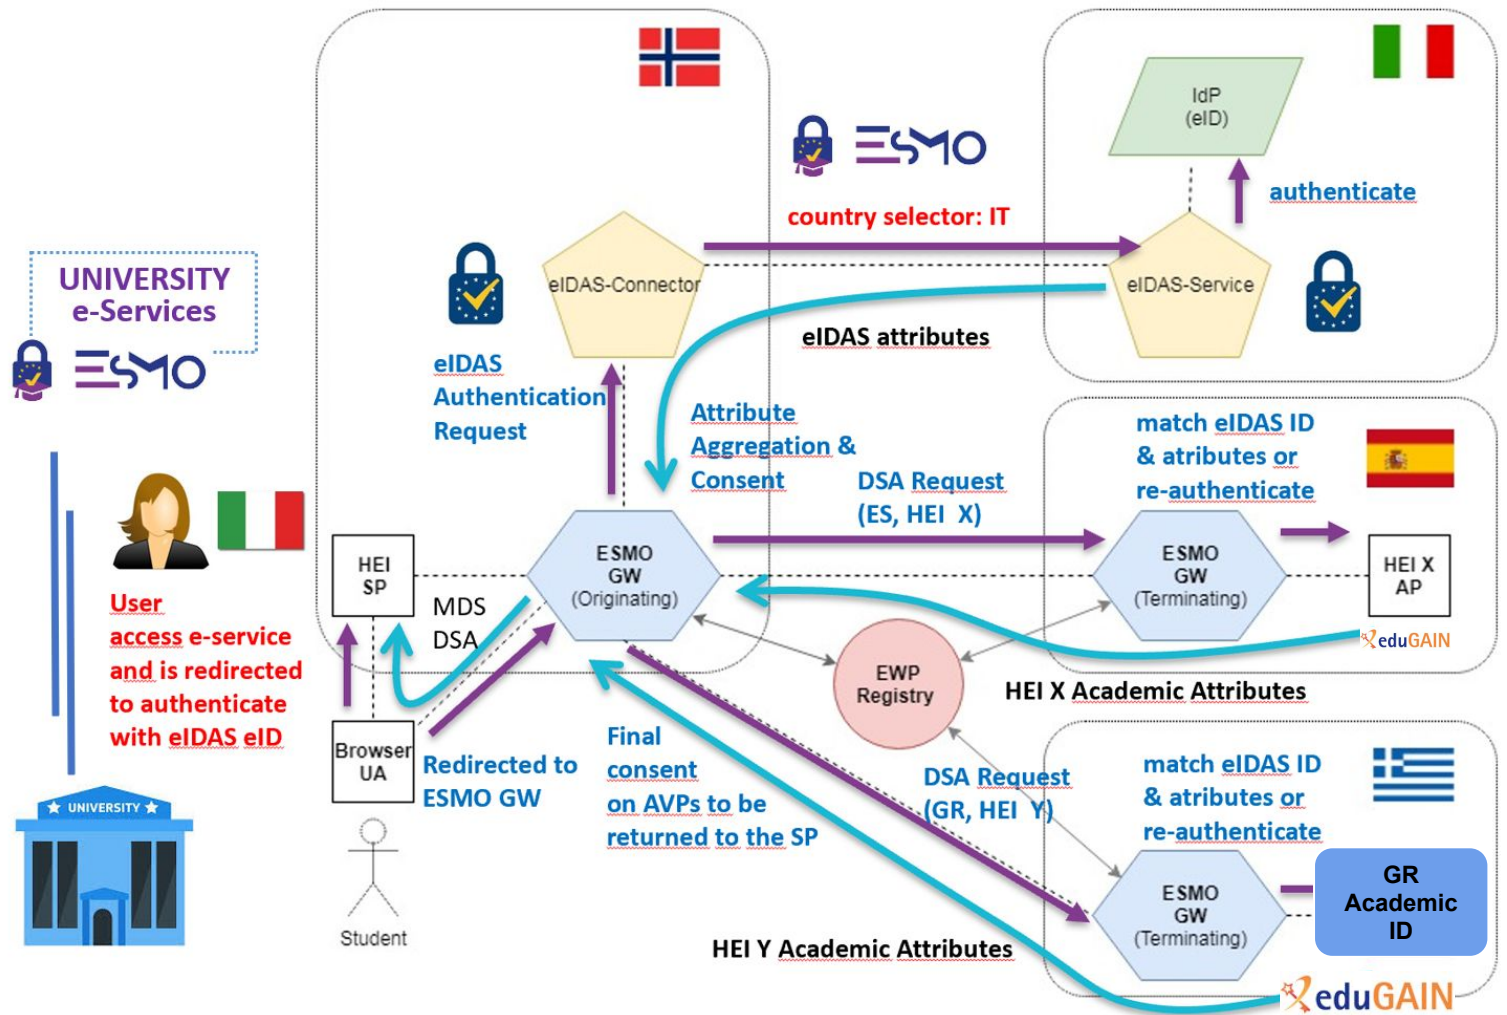 UNIVERSITY
e-Services
ESMO
UNIVERSITY
User
access e-service
and is redirected
to authenticate
with eIDAS eID
HEI
SP
Browser
UA
Student
MDS
DSA
Redirected to
ESMO GW
eIDAS
Authentication
Request
eIDAS-Connector
ESMO
country selector: IT
eIDAS attributes
IdP
(eID)
authenticate
eIDAS-Service
Attribute
Aggregation &
Consent
ESMO
GW
(Originating)
DSA Request
(ES, HEI X)
match eIDAS ID
& atributes or
re-authenticate
ESMO
GW
(Terminating)
HEI X
AP
eduGAIN
EWP
Registry
HEI X Academic Attributes
Final
consent
on AVPs to be
returned to the SP
DSA Request
(GR, HEI Y)
match eIDAS ID
& atributes or
re-authenticate
ESMO
GW
(Terminating)
GR
Academic
ID
HEI Y Academic Attributes
eduGAIN